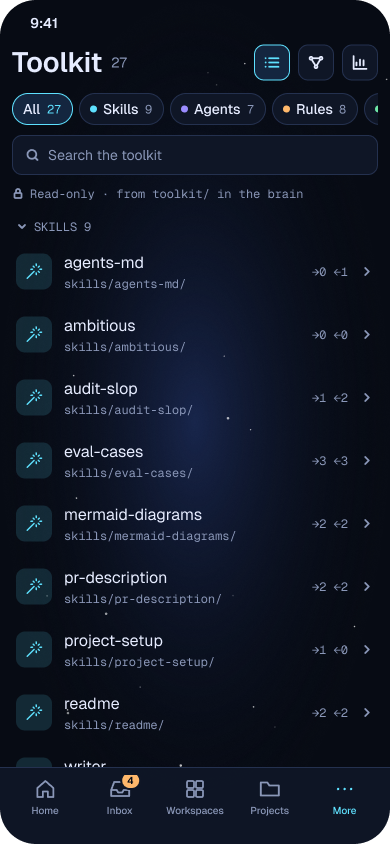 9:41
Toolkit 27
All 27 Skills 9 Agents 7 Rules 8
Search the toolkit
Read-only · from toolkit/ in the brain
SKILLS 9
agents-md
skills/agents-md/
→0 ←1
ambitious
skills/ambitious/
→0 ←0
audit-slop
skills/audit-slop/
→1 ←2
eval-cases
skills/eval-cases/
→3 ←3
mermaid-diagrams
skills/mermaid-diagrams/
→2 ←2
pr-description
skills/pr-description/
→2 ←2
project-setup
skills/project-setup/
→1 ←0
readme
skills/readme/
→2 ←2
writer
4
Home Inbox Workspaces Projects More